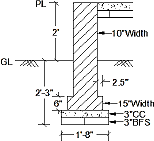 PL
2'
10"Width
GL
2.5"
2'-3"
6"
15"Width
3"CC
3"BFS
1'-8"